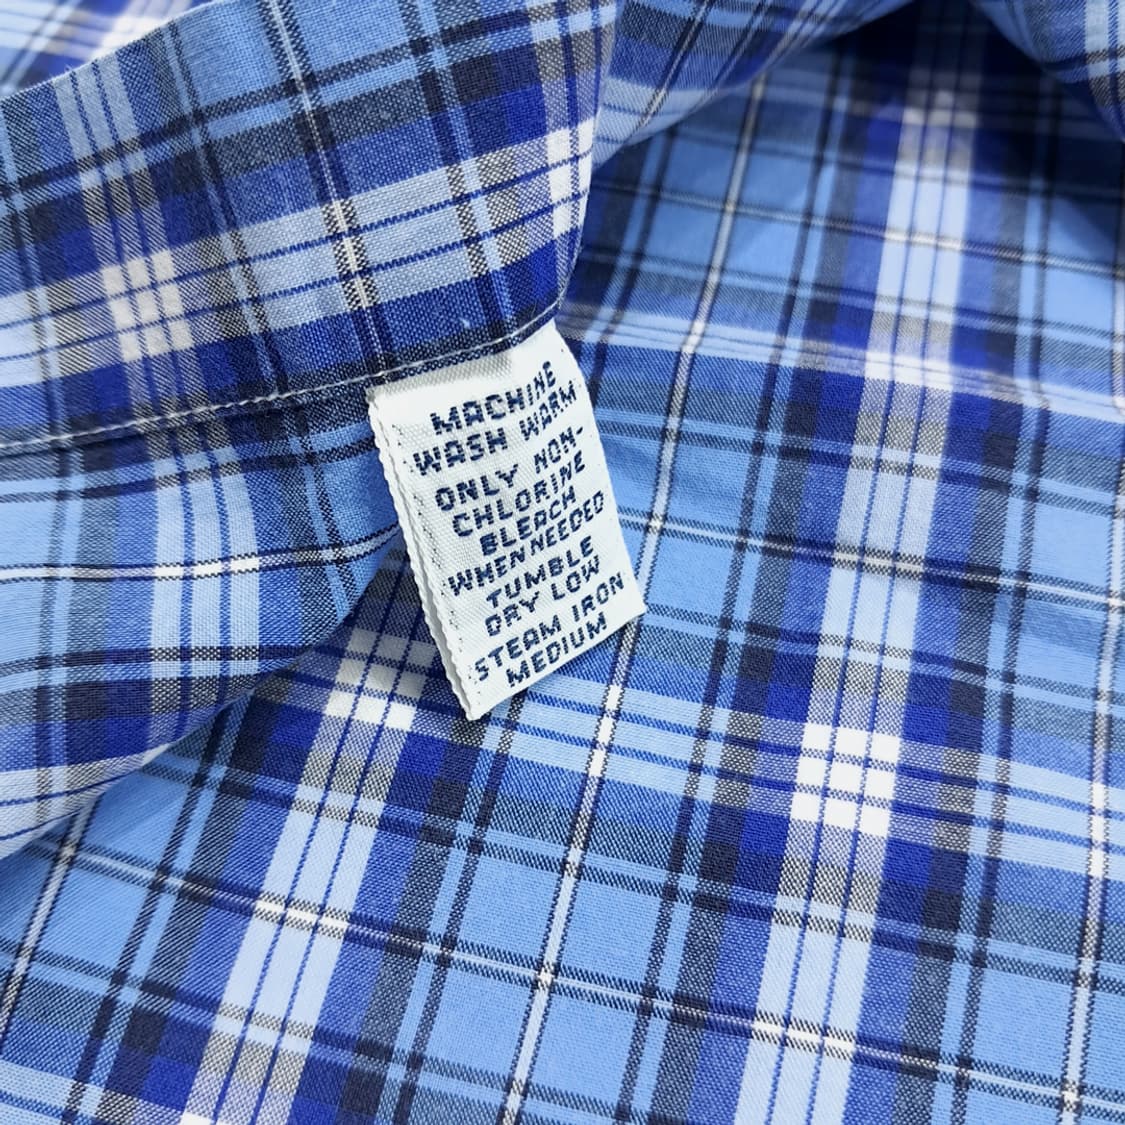 MACHINE
WASH WARM
ONLY NON-
CHLORINE
BLEACH
WHEN NEEDED
TUMBLE
DRY LOW
STEAM IRON
MEDIUM